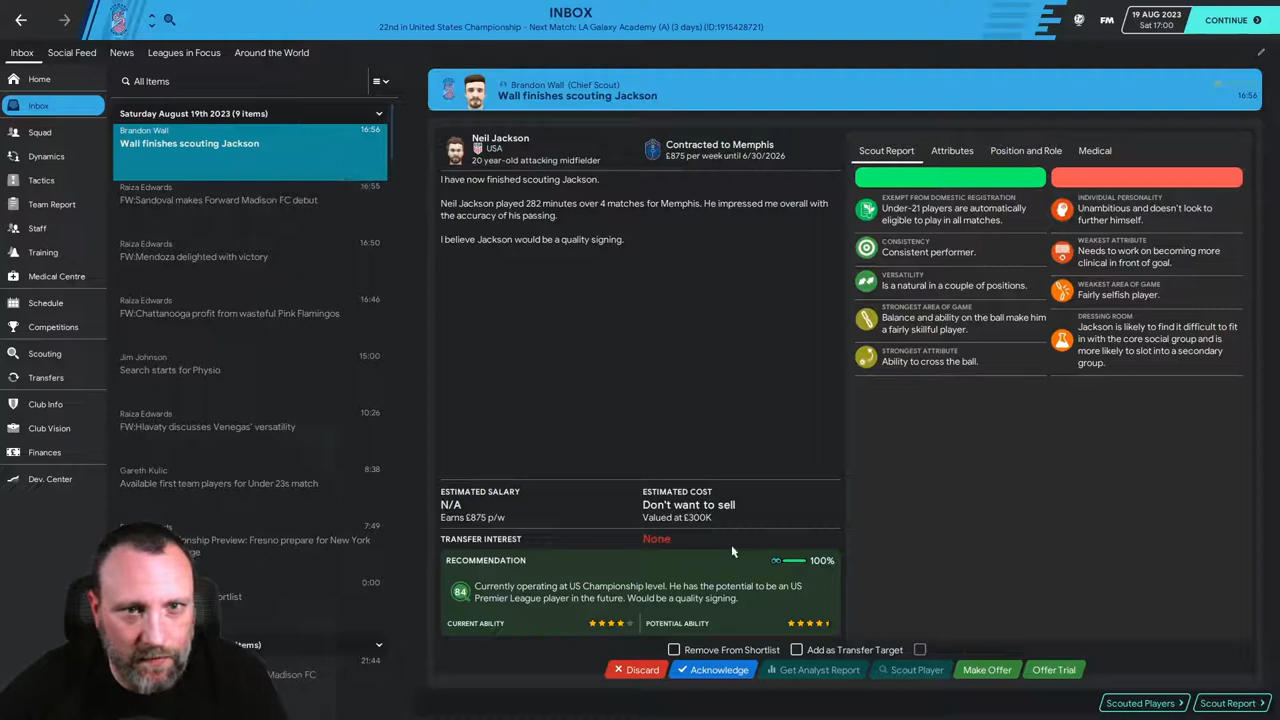 INBOX
22nd in United States Championship - Next Match: LA Galaxy Academy (A) (3 days) (ID:1915428721)
FM
19 AUG 2023
Sat 17:00
CONTINUE
Inbox
Social Feed
News
Leagues in Focus
Around the World
Home
Inbox
Squad
Dynamics
Tactics
Team Report
Staff
Training
Medical Centre
Schedule
Competitions
Scouting
Transfers
Club Info
Club Vision
Finances
Dev. Center
All Items
Saturday August 19th 2023 (9 items)
Brandon Wall 16:56
Wall finishes scouting Jackson
Raiza Edwards 16:55
FW:Sandoval makes Forward Madison FC debut
Raiza Edwards 16:50
FW:Mendoza delighted with victory
Raiza Edwards 16:46
FW:Chattanooga profit from wasteful Pink Flamingos
Jim Johnson 15:00
Search starts for Physio
Raiza Edwards 10:26
FW:Hlavaty discusses Venegas' versatility
Gareth Kulic 8:38
Available first team players for Under 23s match
7:49
onship Preview: Fresno prepare for New York
0:00
21:44
Madison FC
Brandon Wall (Chief Scout)
Wall finishes scouting Jackson
16:56
Neil Jackson
USA
20 year-old attacking midfielder
Contracted to Memphis
£875 per week until 6/30/2026
I have now finished scouting Jackson.
Neil Jackson played 282 minutes over 4 matches for Memphis. He impressed me overall with
the accuracy of his passing.
I believe Jackson would be a quality signing.
ESTIMATED SALARY
N/A
Earns £875 p/w
ESTIMATED COST
Don't want to sell
Valued at £300K
TRANSFER INTEREST
None
RECOMMENDATION
100%
84
Currently operating at US Championship level. He has the potential to be an US
Premier League player in the future. Would be a quality signing.
CURRENT ABILITY
POTENTIAL ABILITY
Scout Report
Attributes
Position and Role
Medical
EXEMPT FROM DOMESTIC REGISTRATION
Under-21 players are automatically
eligible to play in all matches.
CONSISTENCY
Consistent performer.
VERSATILITY
Is a natural in a couple of positions.
STRONGEST AREA OF GAME
Balance and ability on the ball make him
a fairly skillful player.
STRONGEST ATTRIBUTE
Ability to cross the ball.
INDIVIDUAL PERSONALITY
Unambitious and doesn't look to
further himself.
WEAKEST ATTRIBUTE
Needs to work on becoming more
clinical in front of goal.
WEAKEST AREA OF GAME
Fairly selfish player.
DRESSING ROOM
Jackson is likely to find it difficult to fit
in with the core social group and is
more likely to slot into a secondary
group.
Remove From Shortlist
Add as Transfer Target
Discard
Acknowledge
Get Analyst Report
Scout Player
Make Offer
Offer Trial
Scouted Players
Scout Report